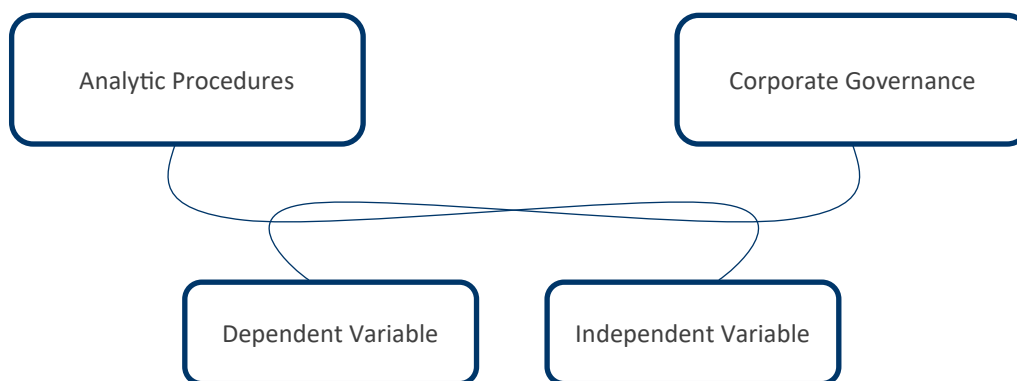 Analytic Procedures
Corporate Governance
Dependent Variable
Independent Variable